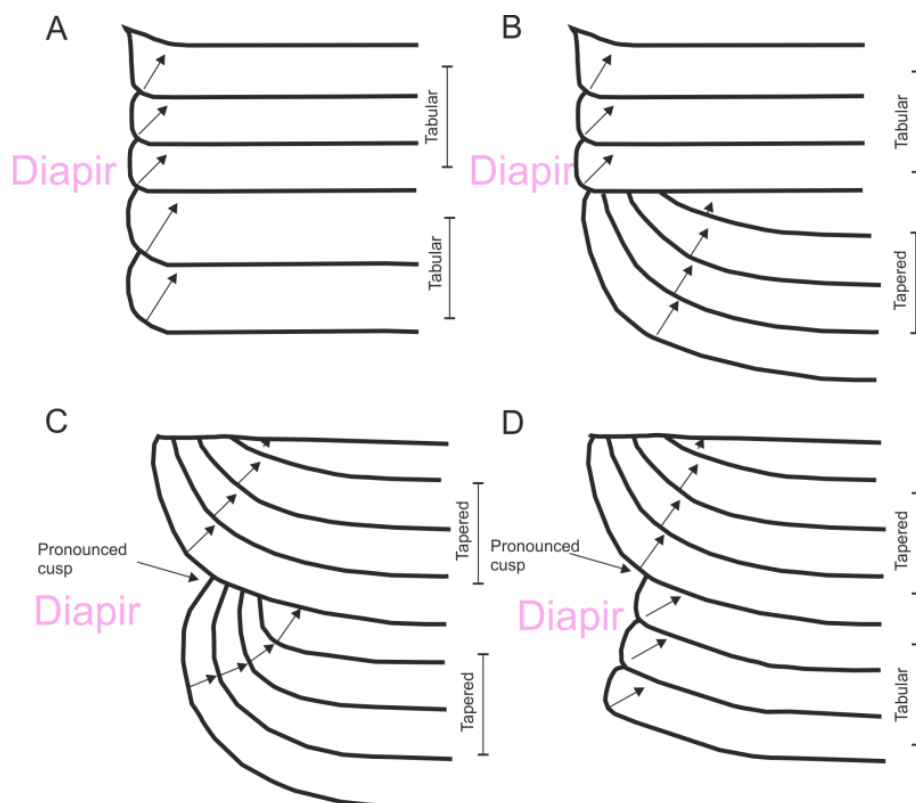 A
Diapir
Tabular
Tabular
B
Diapir
Tabular
Tapered
C
Pronounced
cusp
Diapir
Tapered
Tapered
D
Pronounced
cusp
Diapir
Tapered
Tabular